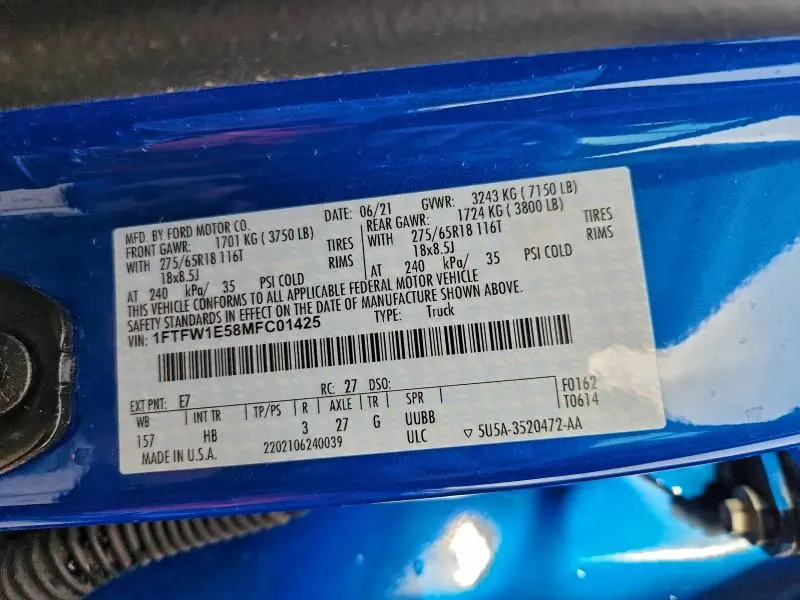 MFD. BY FORD MOTOR CO.
DATE: 06/21 GVWR: 3243 KG ( 7150 LB)
FRONT GAWR: 1701 KG ( 3750 LB)
REAR GAWR: 1724 KG ( 3800 LB)
WITH 275/65R18 116T TIRES
WITH 275/65R18 116T TIRES
18x8.5J RIMS
18x8.5J RIMS
AT 240 kPa/ 35 PSI COLD
AT 240 kPa/ 35 PSI COLD
THIS VEHICLE CONFORMS TO ALL APPLICABLE FEDERAL MOTOR VEHICLE
SAFETY STANDARDS IN EFFECT ON THE DATE OF MANUFACTURE SHOWN ABOVE.
VIN: 1FTFW1E58MFC01425 TYPE: Truck
EXT PNT: E7 RC: 27 DSO: F0162
WB INT TR TP/PS R AXLE TR SPR T0614
157 HB 3 27 G UUBB
MADE IN U.S.A. 2202106240039 ULC ▽ 5U5A-3520472-AA